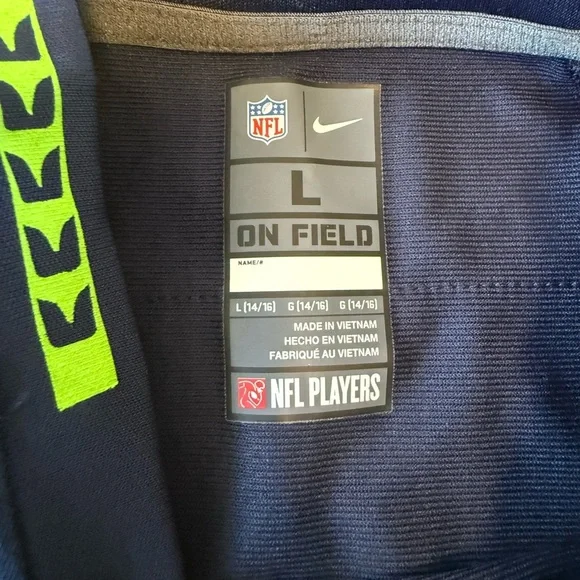 NFL
L
ON FIELD
NAME/#
L (14/16) G (14/16) G (14/16)
MADE IN VIETNAM
HECHO EN VIETNAM
FABRIQUÉ AU VIETNAM
NFL PLAYERS